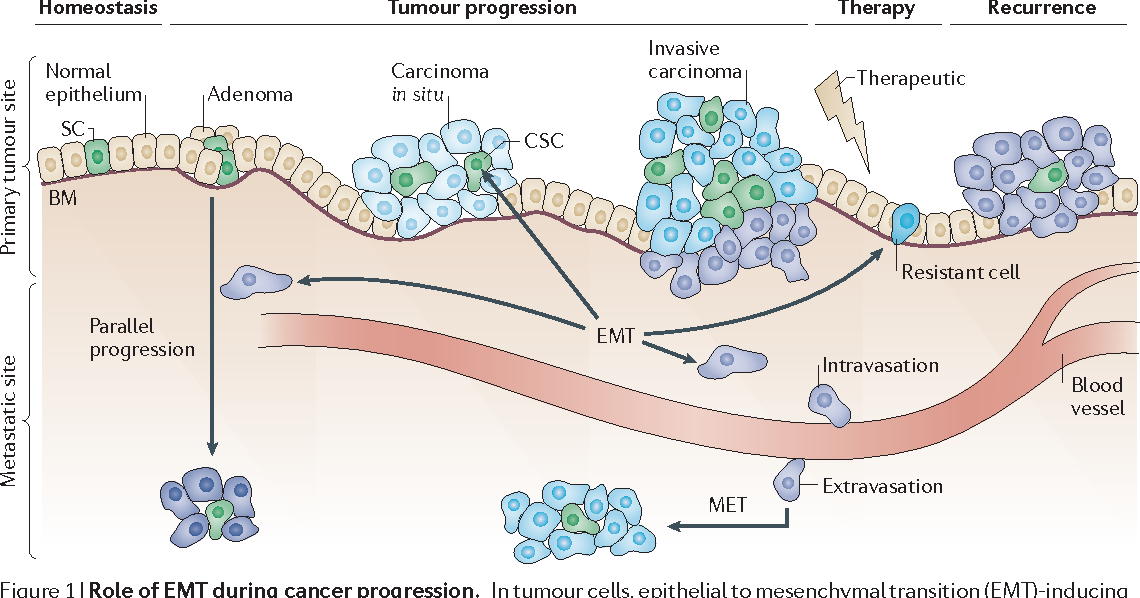 Homeostasis
Tumour progression
Therapy
Recurrence
Primary tumour site
Normal
epithelium
SC
BM
Adenoma
Carcinoma
in situ
CSC
Invasive
carcinoma
Therapeutic
Resistant cell
Metastatic site
Parallel
progression
EMT
Intravasation
Blood
vessel
Extravasation
MET
Figure 1 | Role of EMT during cancer progression. In tumour cells, epithelial to mesenchymal transition (EMT)-inducing